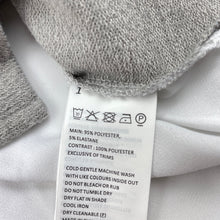 1
MAIN: 95% POLYESTER,
5% ELASTANE
CONTRAST : 100% POLYESTER
EXCLUSIVE OF TRIMS
COLD GENTLE MACHINE WASH
WITH LIKE COLOURS INSIDE OUT
DO NOT BLEACH OR RUB
DO NOT TUMBLE DRY
DRY FLAT IN SHADE
COOL IRON
DRY CLEANABLE (P)